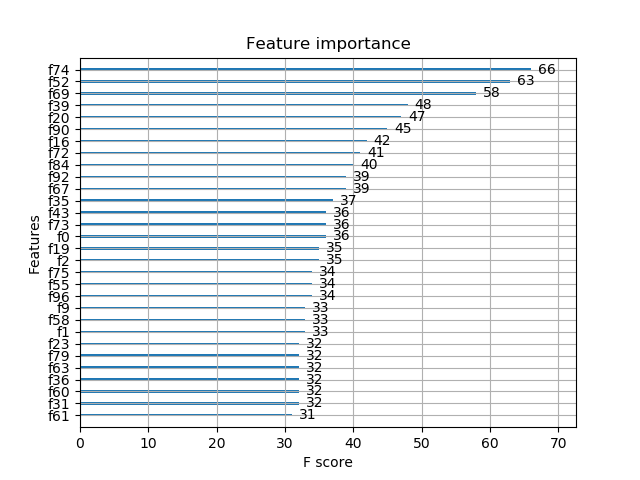 Feature importance
f74 66
f52 63
f69 58
f39 48
f20 47
f90 45
f16 42
f72 41
f84 40
f92 39
f67 39
f35 37
f43 36
f73 36
f0 36
f19 35
f2 35
f75 34
f55 34
f96 34
f9 33
f58 33
f1 33
f23 32
f79 32
f63 32
f36 32
f60 32
f31 32
f61 31
Features
0 10 20 30 40 50 60 70
F score